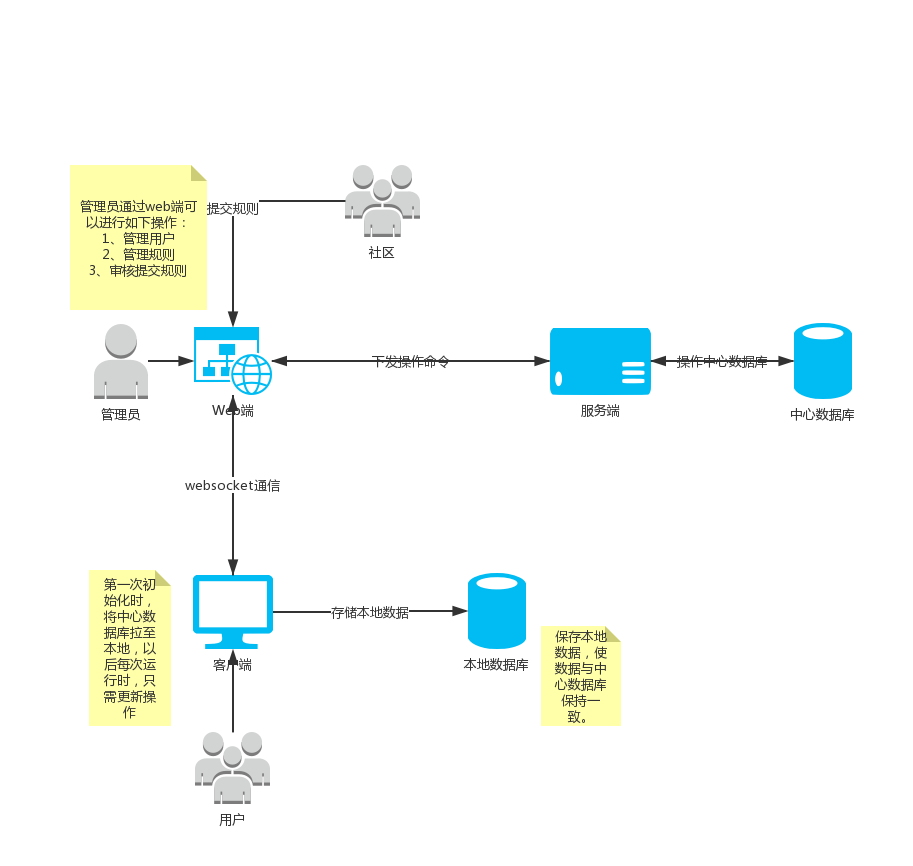 管理员通过web端可
以进行如下操作：
1、管理用户
2、管理规则
3、审核提交规则
提交规则
社区
管理员
Web端
下发操作命令
服务端
操作中心数据库
中心数据库
websocket通信
第一次初
始化时，
将中心数
据库拉至
本地，以
后每次运
行时，只
需更新操
作
客户端
存储本地数据
本地数据库
保存本地
数据，使
数据与中
心数据库
保持一
致。
用户